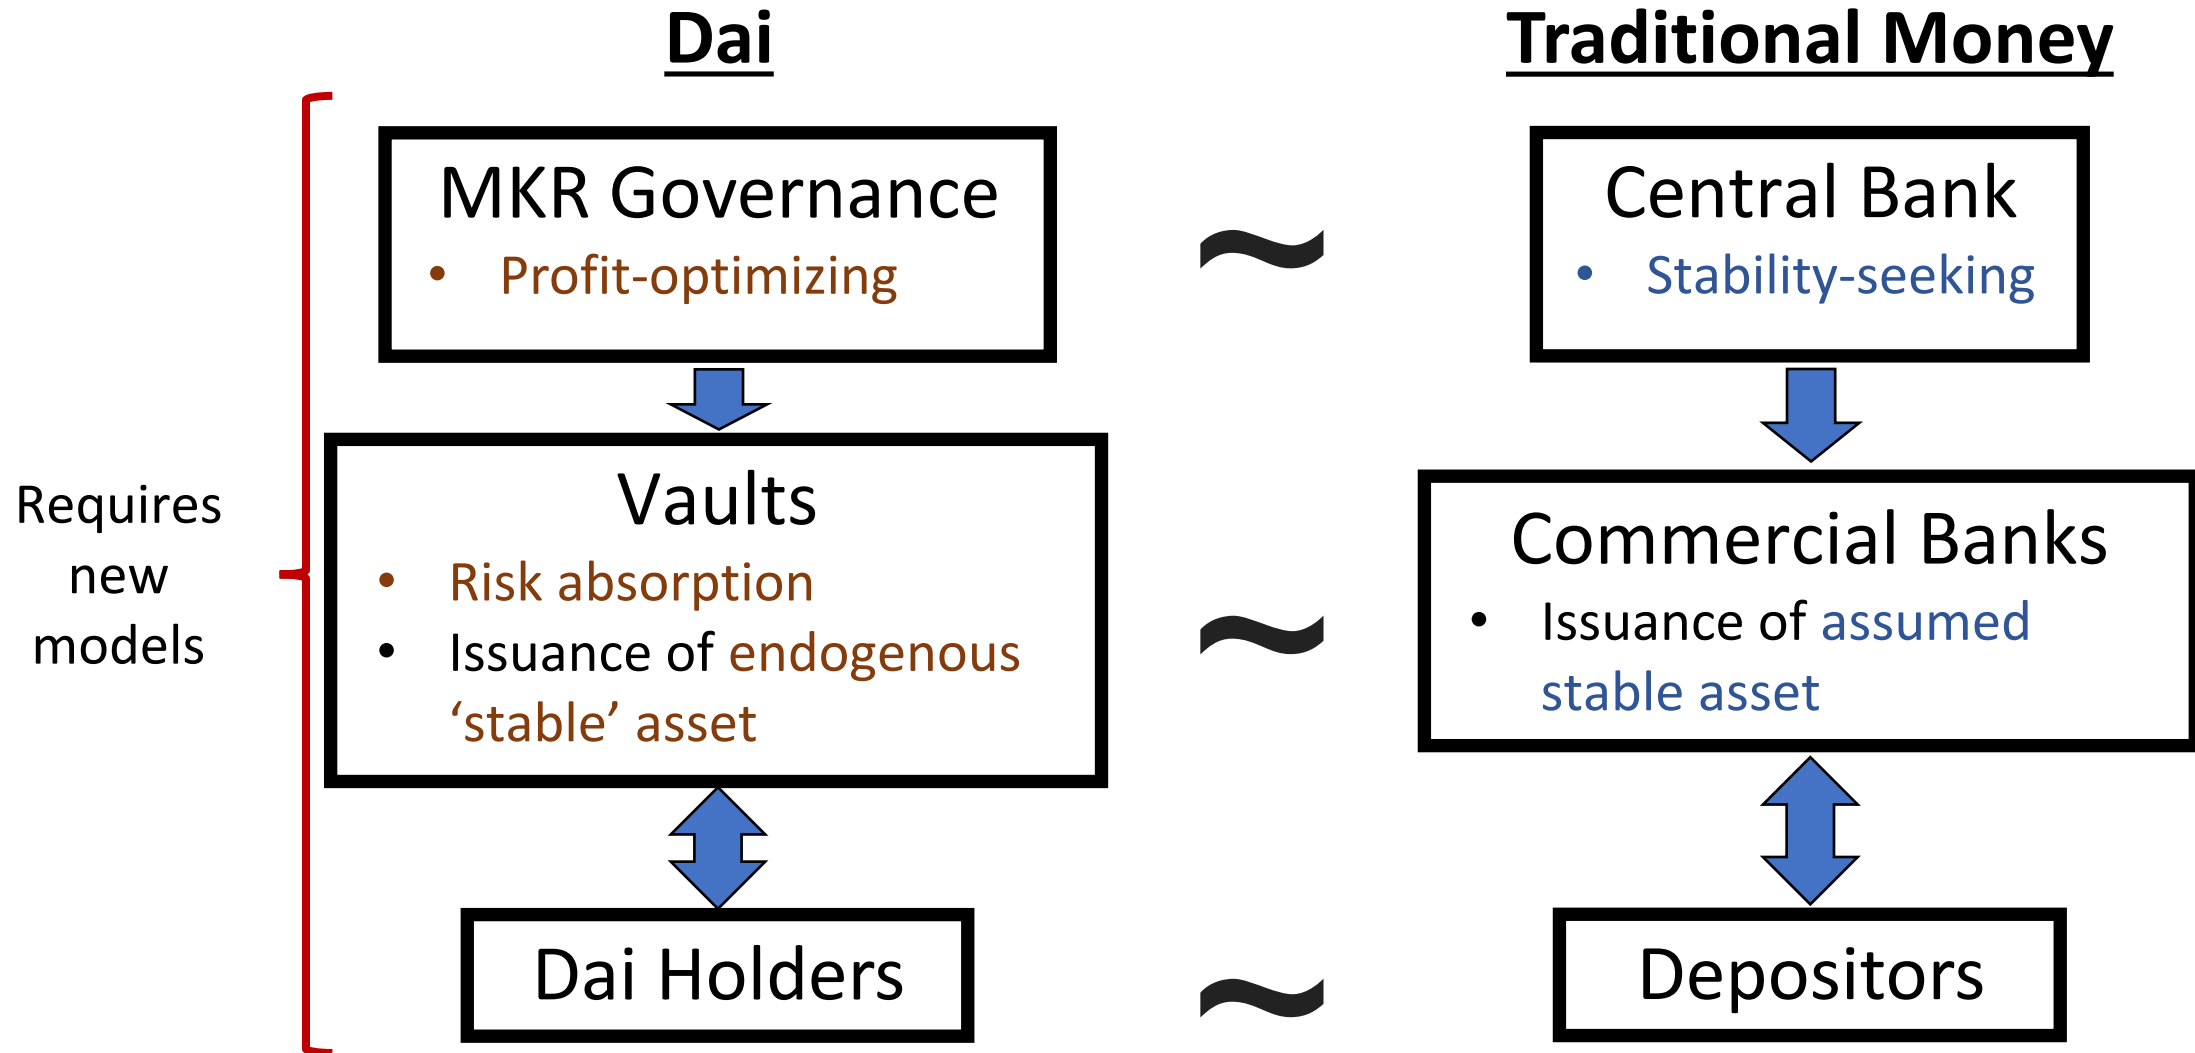 Dai
Traditional Money
Requires
new
models
MKR Governance
• Profit-optimizing
~
Central Bank
• Stability-seeking
Vaults
• Risk absorption
• Issuance of endogenous
‘stable’ asset
~
Commercial Banks
• Issuance of assumed
stable asset
Dai Holders
~
Depositors